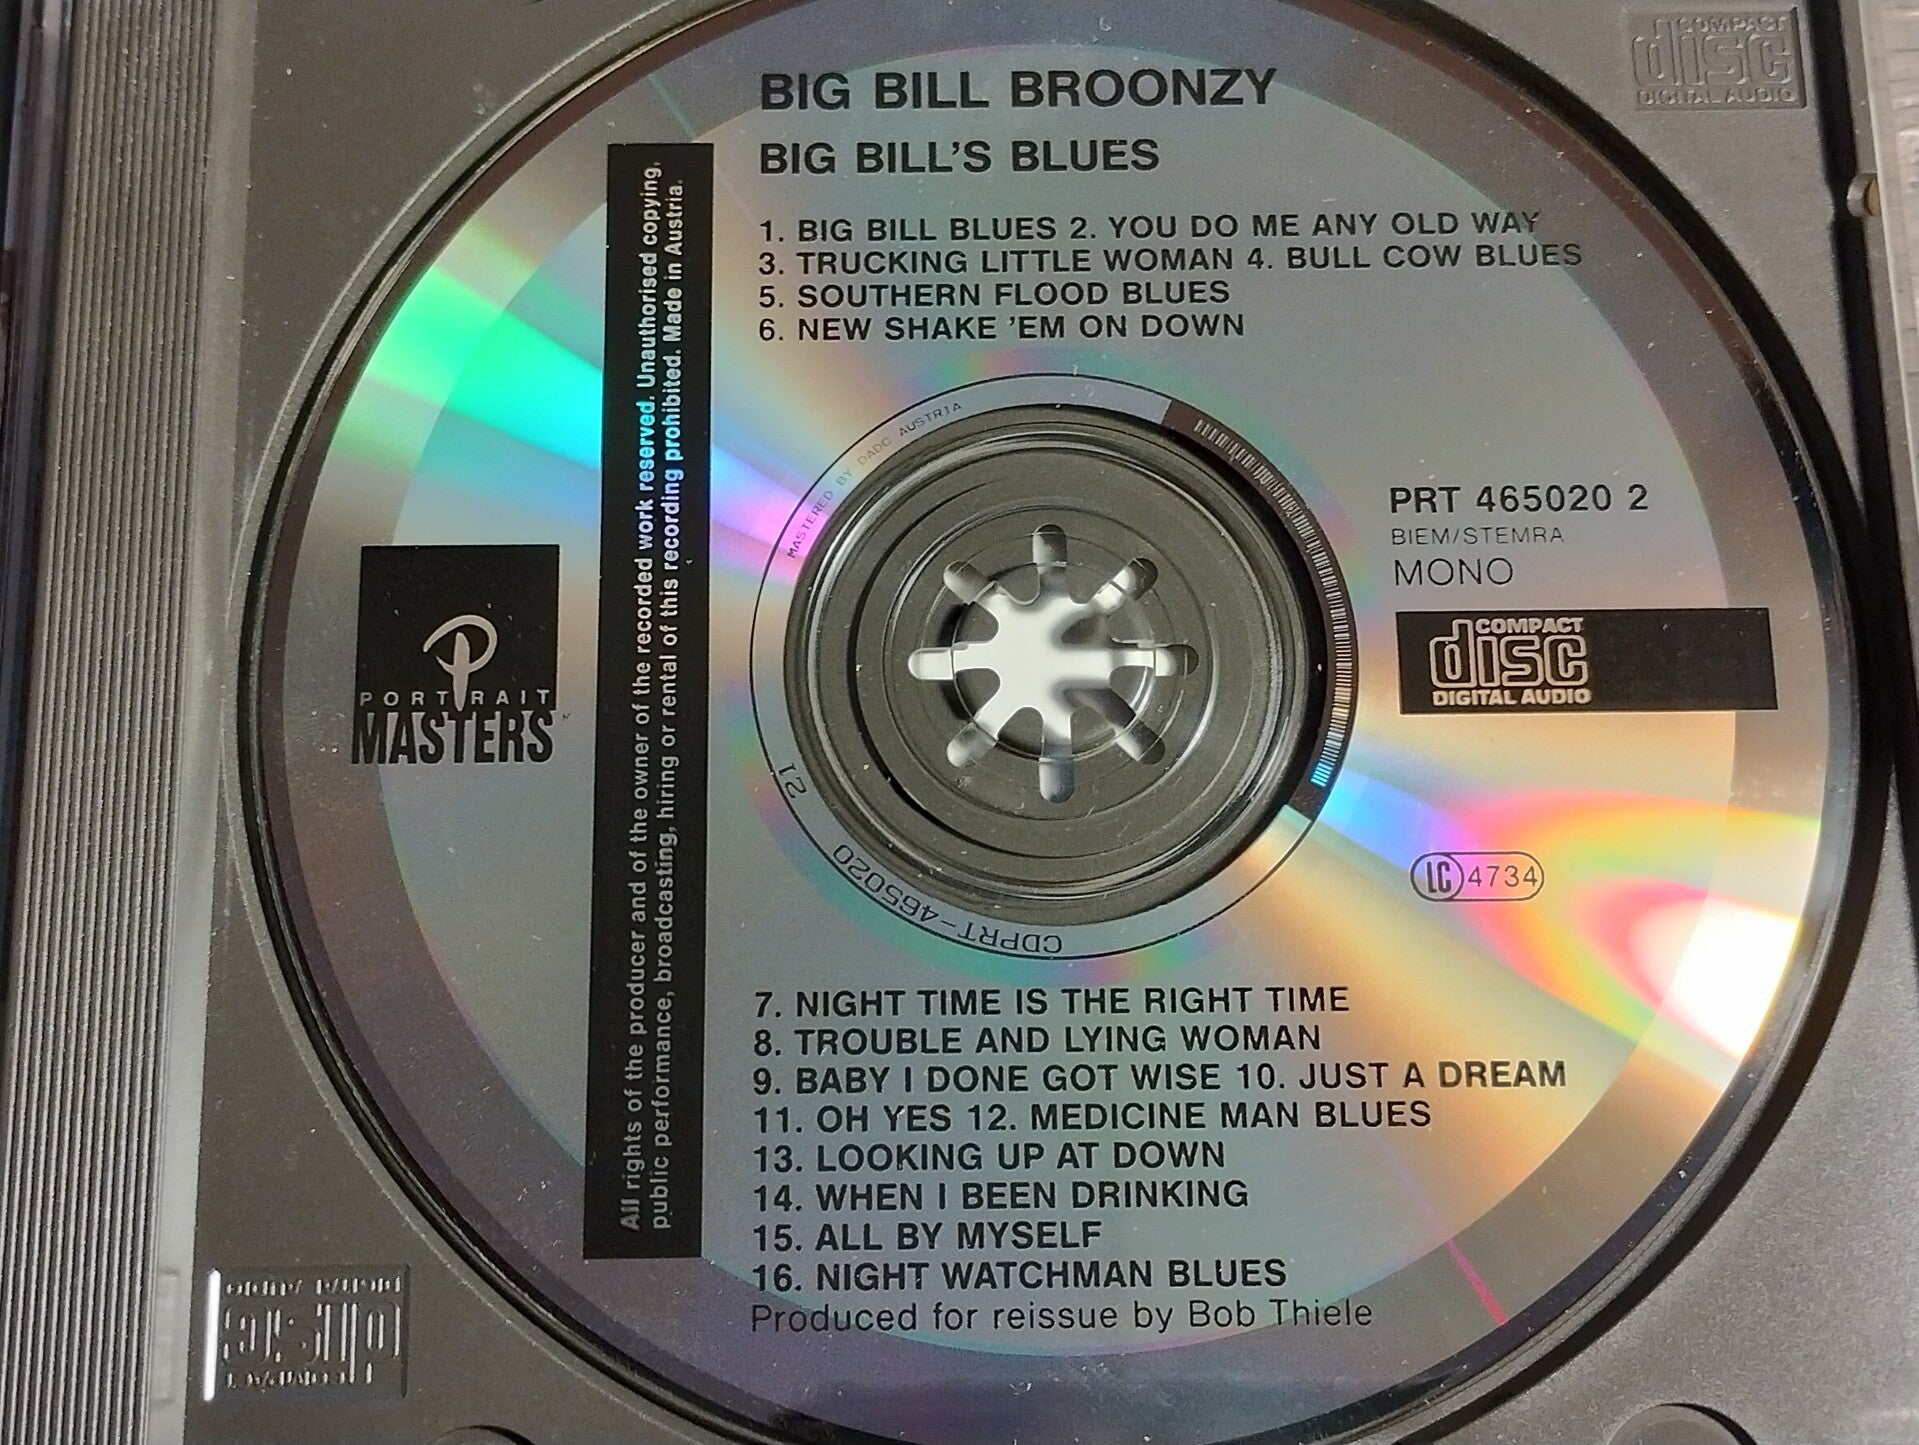 COMPACT
disc
DIGITAL AUDIO
BIG BILL BROONZY
BIG BILL'S BLUES
1. BIG BILL BLUES 2. YOU DO ME ANY OLD WAY
3. TRUCKING LITTLE WOMAN 4. BULL COW BLUES
5. SOUTHERN FLOOD BLUES
6. NEW SHAKE 'EM ON DOWN
All rights of the producer and of the owner of the recorded work reserved. Unauthorised copying,
public performance, broadcasting, hiring or rental of this recording prohibited. Made in Austria.
MASTERED BY DADC AUSTRIA
PORTRAIT
MASTERS
PRT 465020 2
BIEM/STEMRA
MONO
COMPACT
disc
DIGITAL AUDIO
LC 4734
CDPRT-465020 21
7. NIGHT TIME IS THE RIGHT TIME
8. TROUBLE AND LYING WOMAN
9. BABY I DONE GOT WISE 10. JUST A DREAM
11. OH YES 12. MEDICINE MAN BLUES
13. LOOKING UP AT DOWN
14. WHEN I BEEN DRINKING
15. ALL BY MYSELF
16. NIGHT WATCHMAN BLUES
Produced for reissue by Bob Thiele
COMPACT
disc
DIGITAL AUDIO